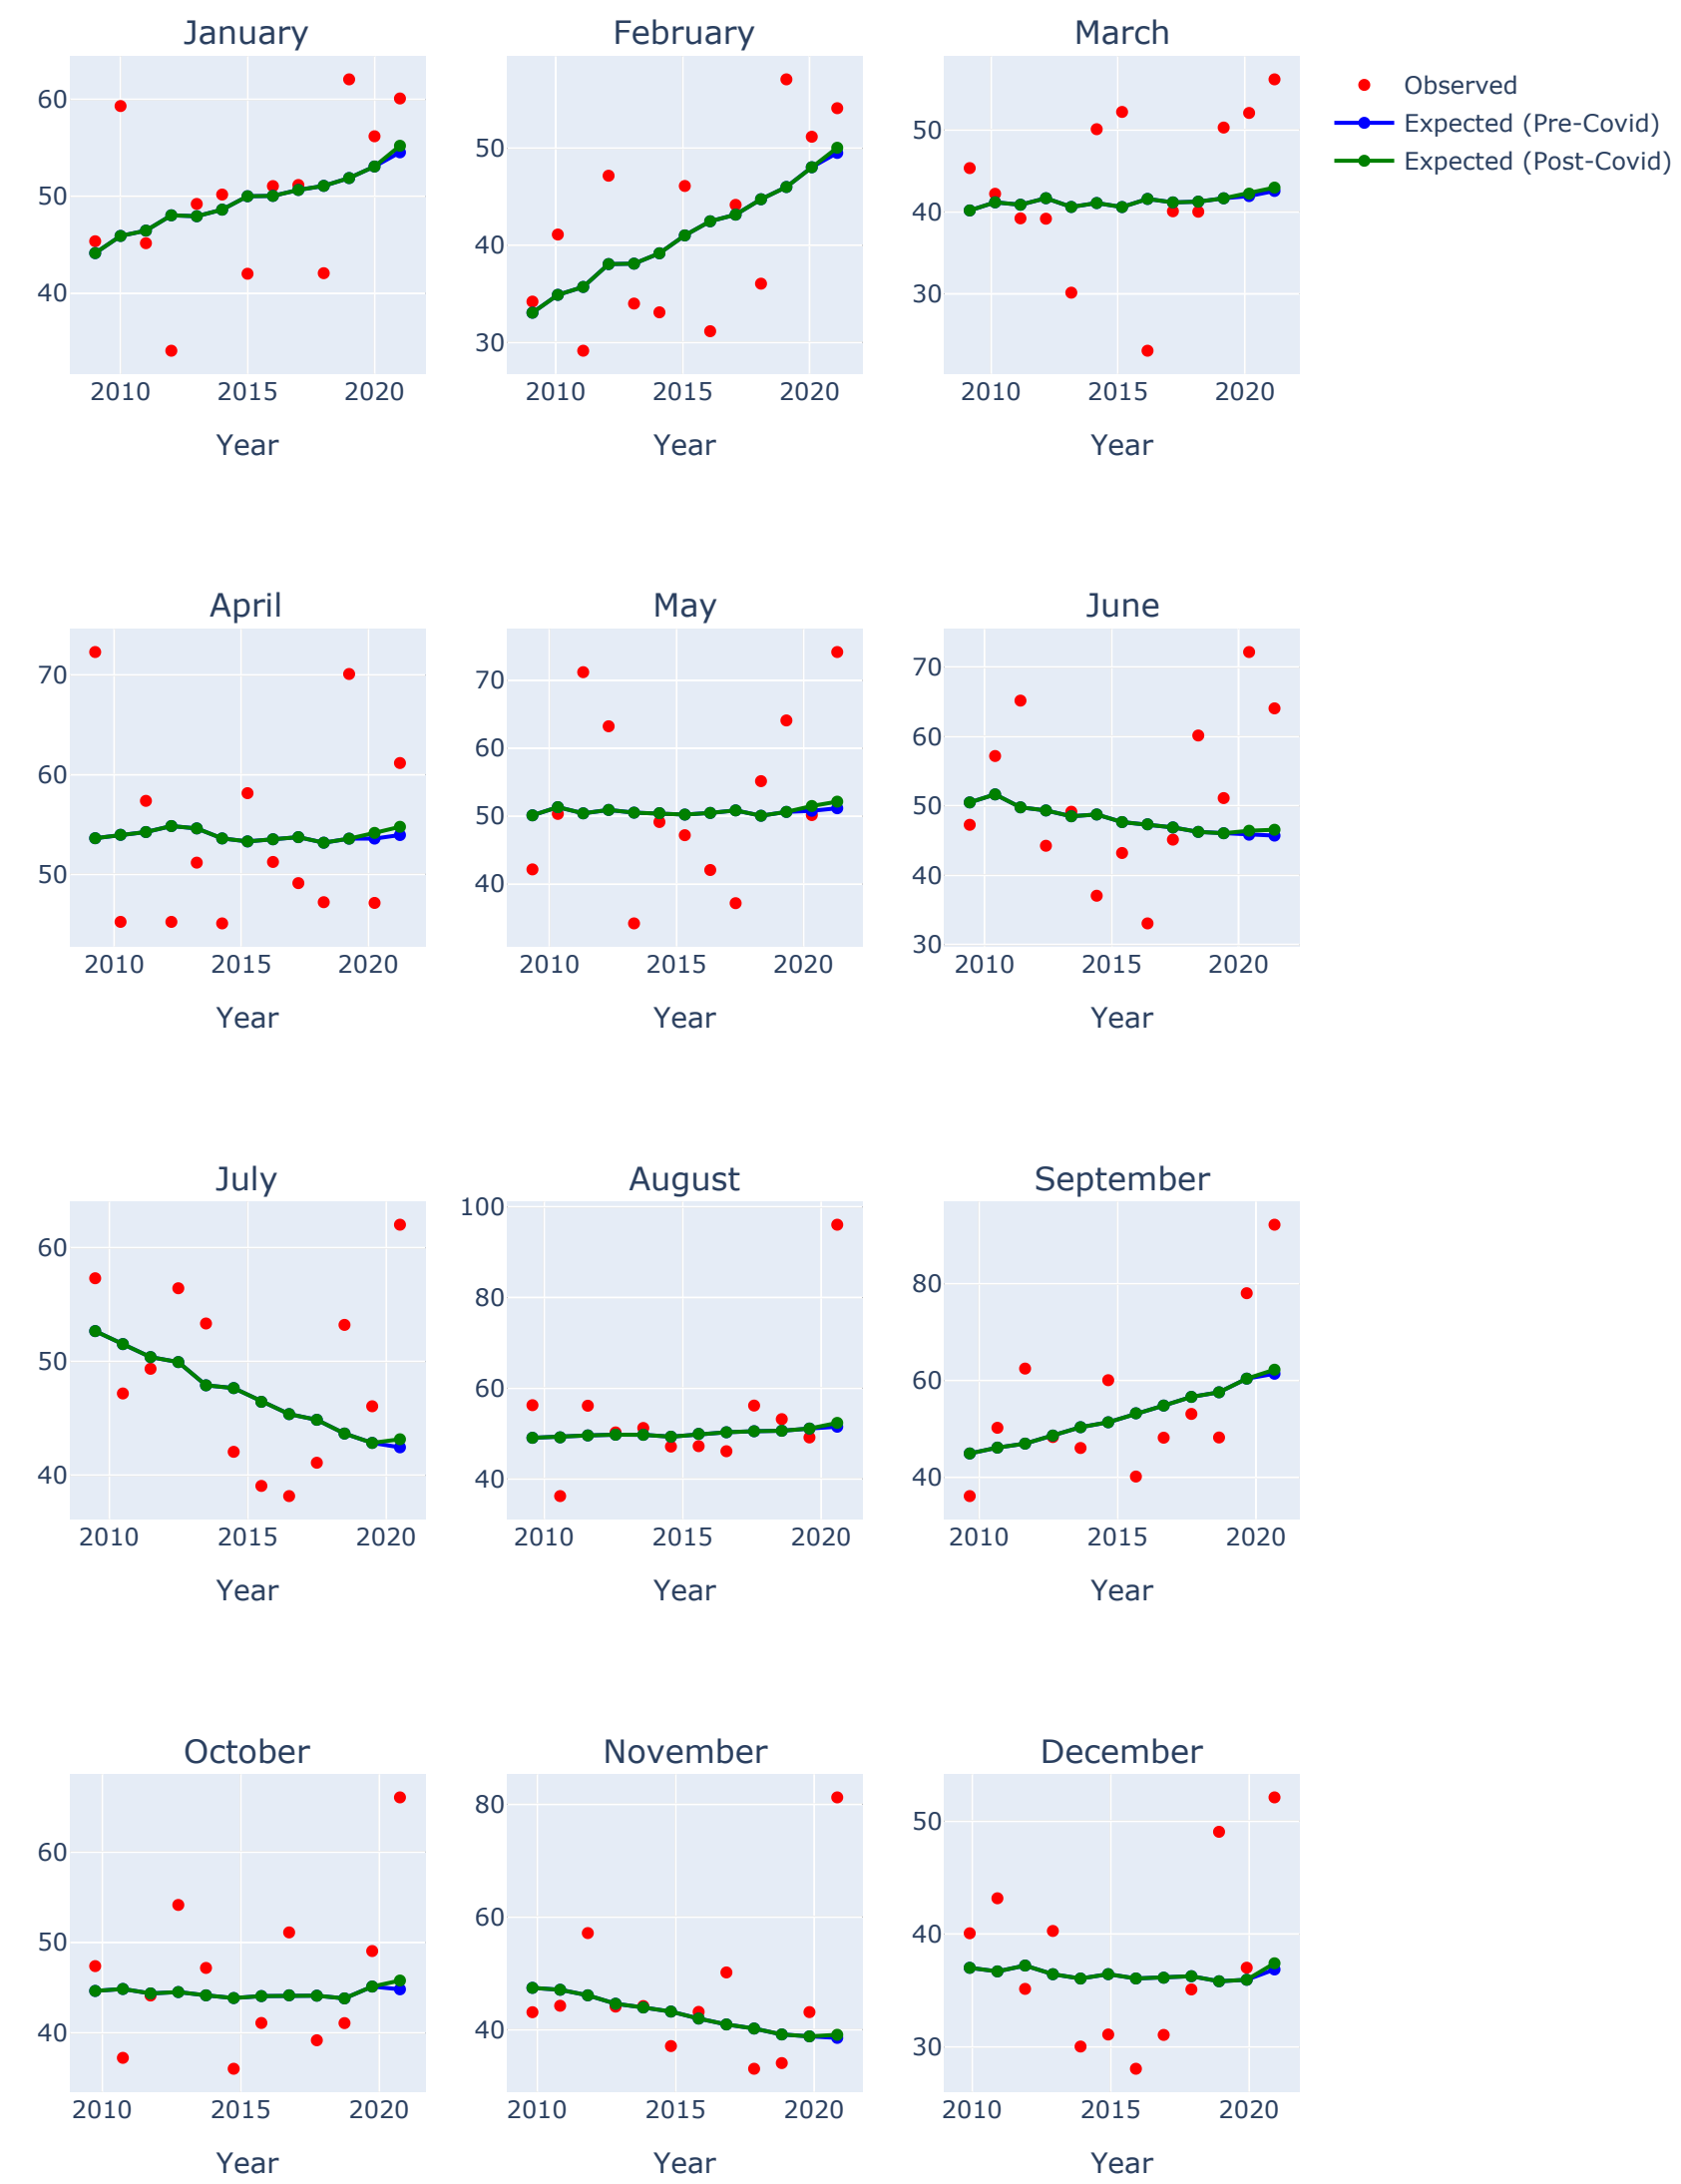 January
February
March
60
50
40
50
40
30
50
40
30
2010 2015 2020
2010 2015 2020
2010 2015 2020
Year
Year
Year
Observed
Expected (Pre-Covid)
Expected (Post-Covid)
April
May
June
70
60
50
70
60
50
40
70
60
50
40
30
2010 2015 2020
2010 2015 2020
2010 2015 2020
Year
Year
Year
July
August
September
60
50
40
100
80
60
40
80
60
40
2010 2015 2020
2010 2015 2020
2010 2015 2020
Year
Year
Year
October
November
December
60
50
40
80
60
40
50
40
30
2010 2015 2020
2010 2015 2020
2010 2015 2020
Year
Year
Year